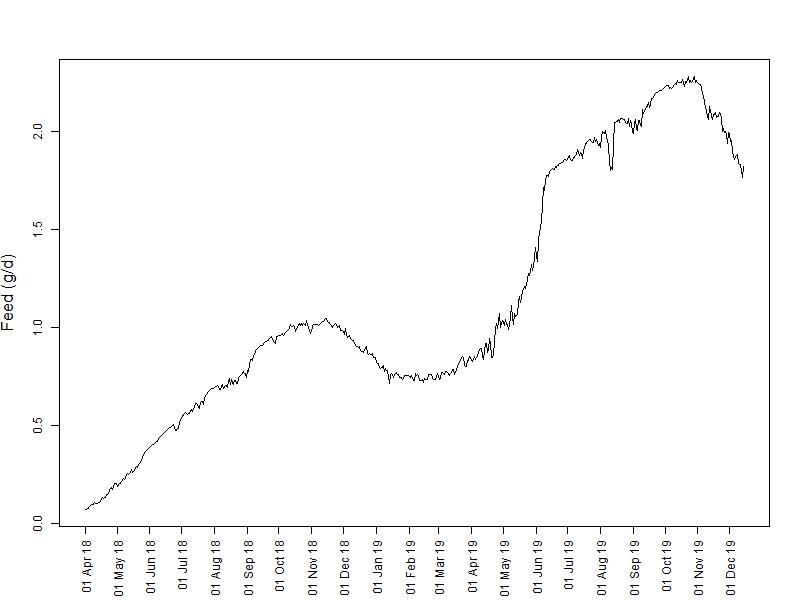 Feed (g/d)
2.0
1.5
1.0
0.5
0.0
01 Apr 18
01 May 18
01 Jun 18
01 Jul 18
01 Aug 18
01 Sep 18
01 Oct 18
01 Nov 18
01 Dec 18
01 Jan 19
01 Feb 19
01 Mar 19
01 Apr 19
01 May 19
01 Jun 19
01 Jul 19
01 Aug 19
01 Sep 19
01 Oct 19
01 Nov 19
01 Dec 19